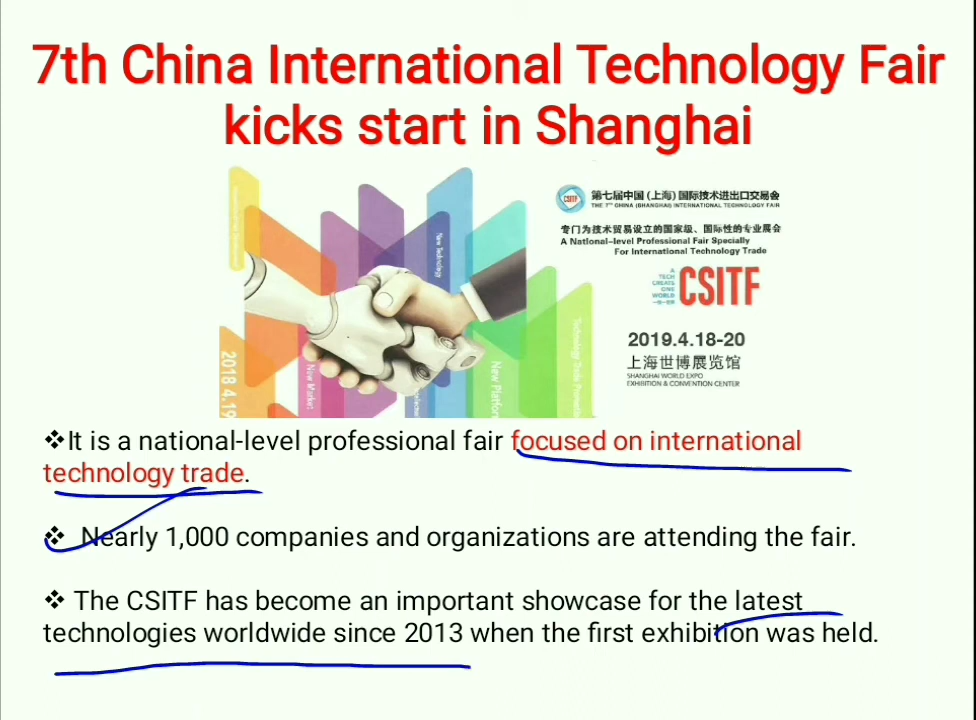 7th China International Technology Fair
kicks start in Shanghai
CSITF
第七届中国(上海)国际技术进出口交易会
THE 7TH CHINA (SHANGHAI) INTERNATIONAL TECHNOLOGY FAIR
专门为技术贸易设立的国家级、国际性的专业展会
A National-level Professional Fair Specially
For International Technology Trade
A
TECH
CREATE
ONE
WORLD
CSITF
2019.4.18-20
上海世博展览馆
SHANGHAI WORLD EXPO
EXHIBITION & CONVENTION CENTER
New Technology
2018 4.19
New Market
New Platform
Technology Trade
❖It is a national-level professional fair focused on international
technology trade.
❖ Nearly 1,000 companies and organizations are attending the fair.
❖ The CSITF has become an important showcase for the latest
technologies worldwide since 2013 when the first exhibition was held.